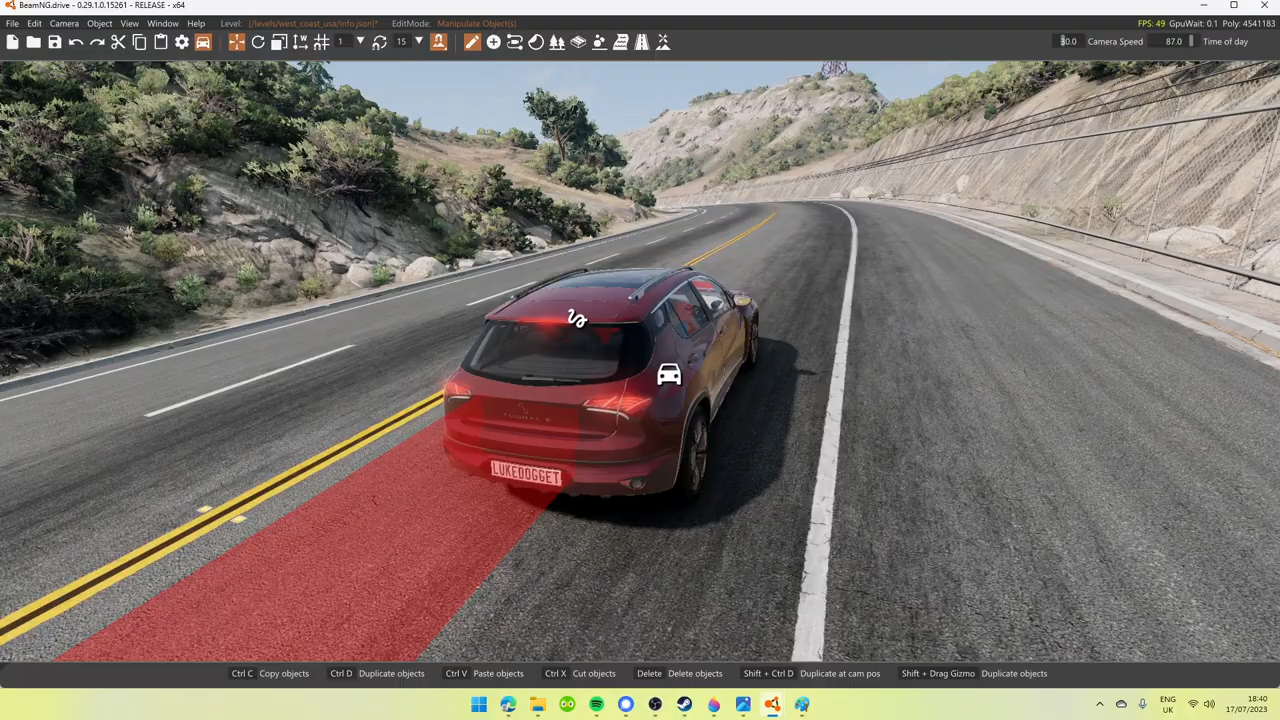 BeamNG.drive - 0.29.1.0.15261 - RELEASE - x64
File Edit Camera Object View Window Help Level: [/levels/west_coast_usa/info.json]* EditMode: Manipulate Object(s) FPS: 49 GpuWait: 0.1 Poly: 4541183
1 15 30.0 Camera Speed 87.0 Time of day
LUKEDOGGET
Ctrl C Copy objects Ctrl D Duplicate objects Ctrl V Paste objects Ctrl X Cut objects Delete Delete objects Shift + Ctrl D Duplicate at cam pos Shift + Drag Gizmo Duplicate objects
ENG
UK
18:40
17/07/2023